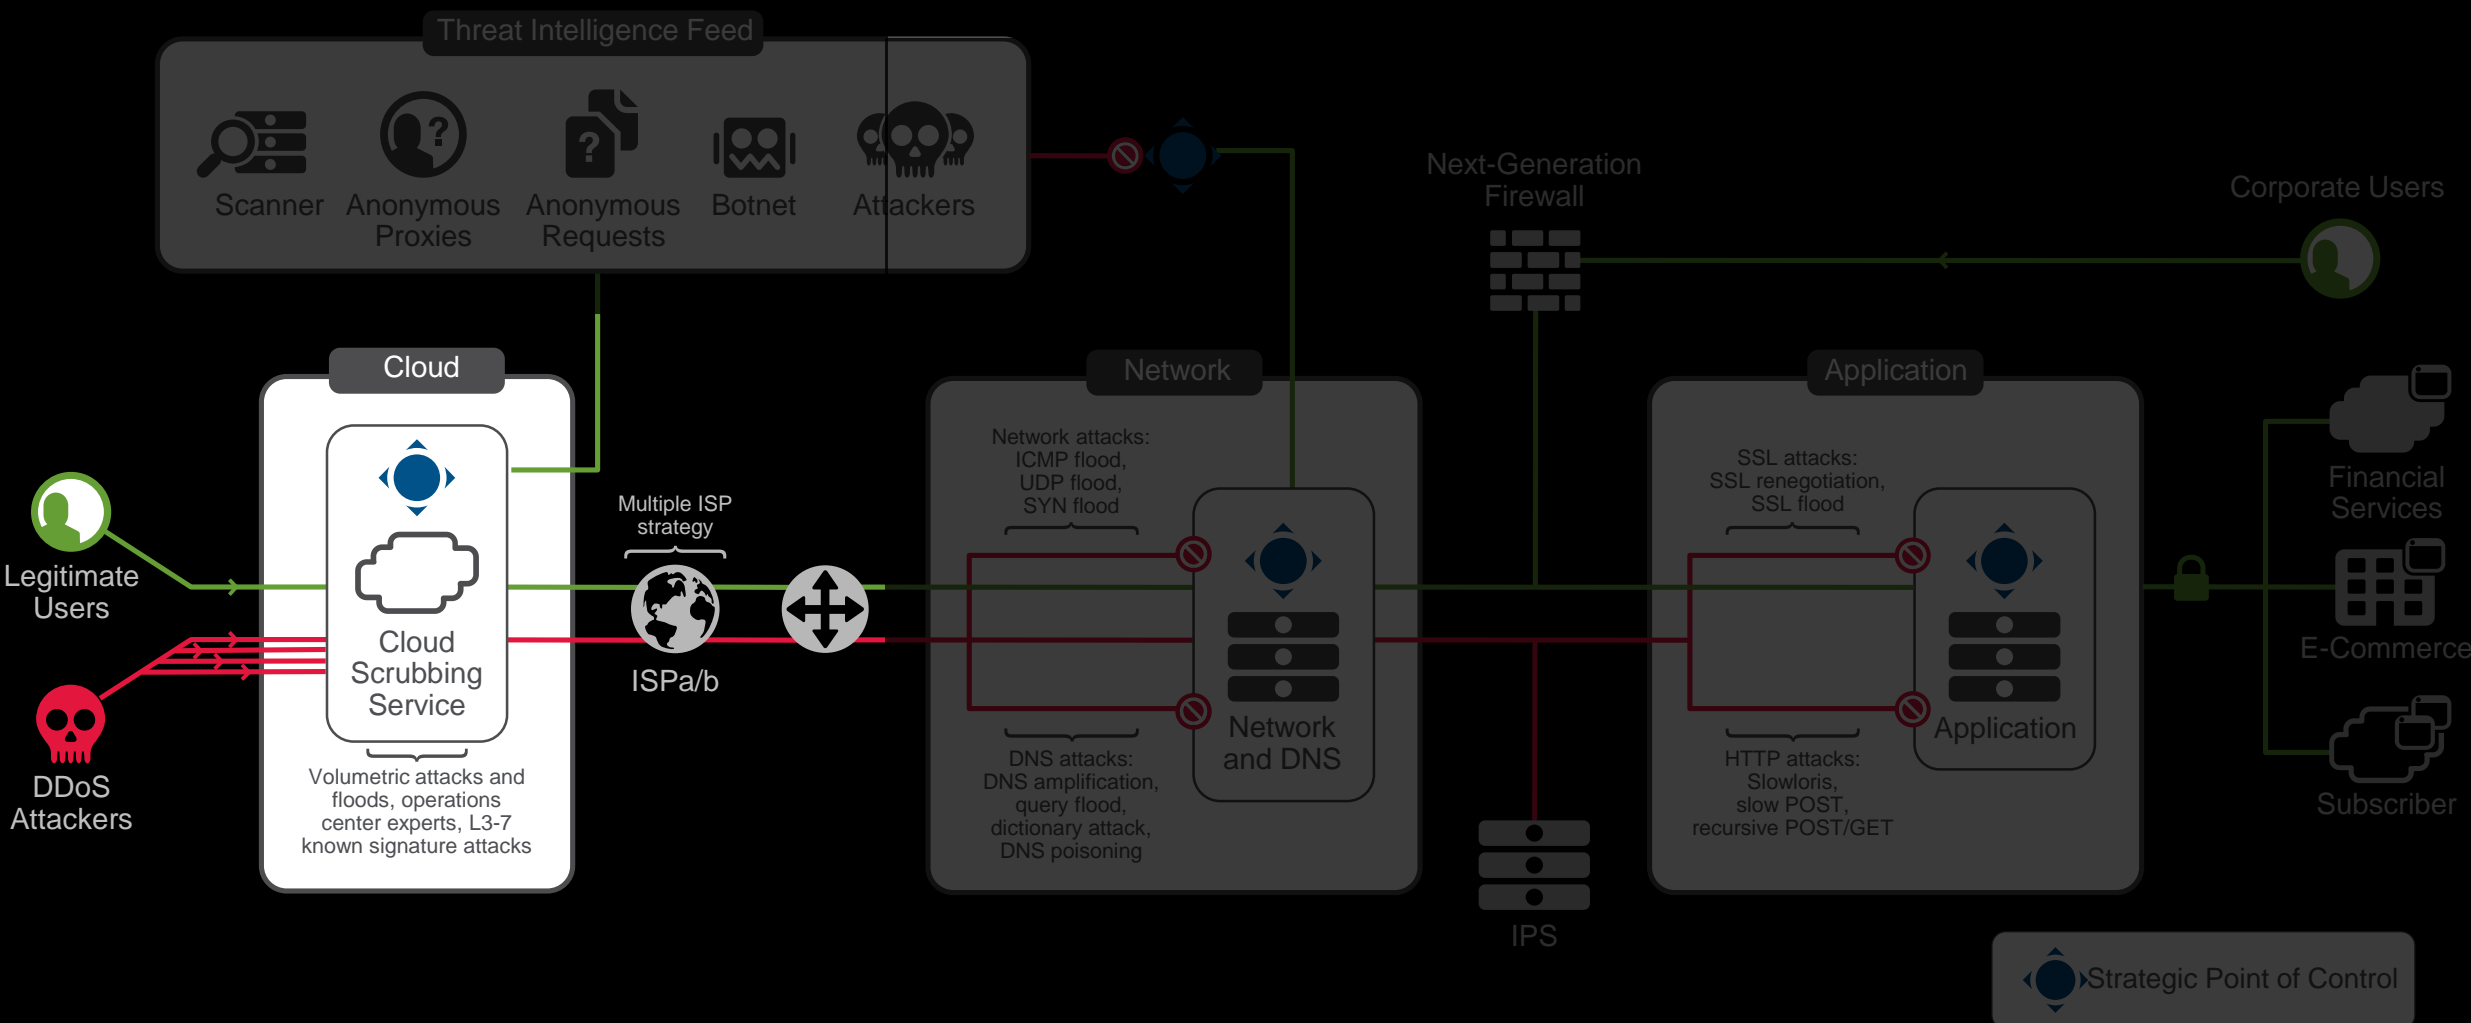 Threat Intelligence Feed
Scanner
Anonymous
Proxies
Anonymous
Requests
Botnet
Attackers
Next-Generation
Firewall
Corporate Users
Cloud
Network
Application
Legitimate
Users
DDoS
Attackers
Cloud
Scrubbing
Service
Volumetric attacks and
floods, operations
center experts, L3-7
known signature attacks
Multiple ISP
strategy
ISPa/b
Network attacks:
ICMP flood,
UDP flood,
SYN flood
DNS attacks:
DNS amplification,
query flood,
dictionary attack,
DNS poisoning
Network
and DNS
IPS
SSL attacks:
SSL renegotiation,
SSL flood
HTTP attacks:
Slowloris,
slow POST,
recursive POST/GET
Application
Financial
Services
E-Commerce
Subscriber
Strategic Point of Control